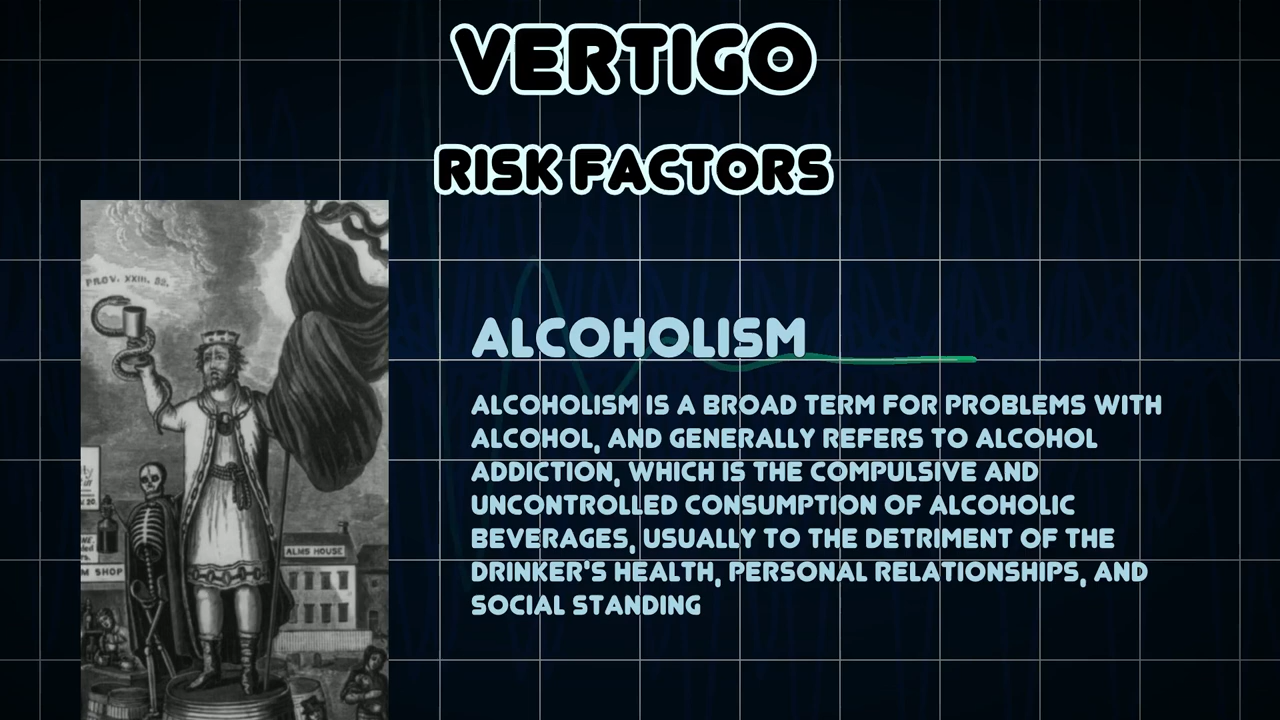 VERTIGO
RISK FACTORS
PROV. XXIII. 32.
ALCOHOLISM
ALCOHOLISM IS A BROAD TERM FOR PROBLEMS WITH
ALCOHOL, AND GENERALLY REFERS TO ALCOHOL
ADDICTION, WHICH IS THE COMPULSIVE AND
UNCONTROLLED CONSUMPTION OF ALCOHOLIC
BEVERAGES, USUALLY TO THE DETRIMENT OF THE
DRINKER'S HEALTH, PERSONAL RELATIONSHIPS, AND
SOCIAL STANDING
ALMS HOUSE
SHOP